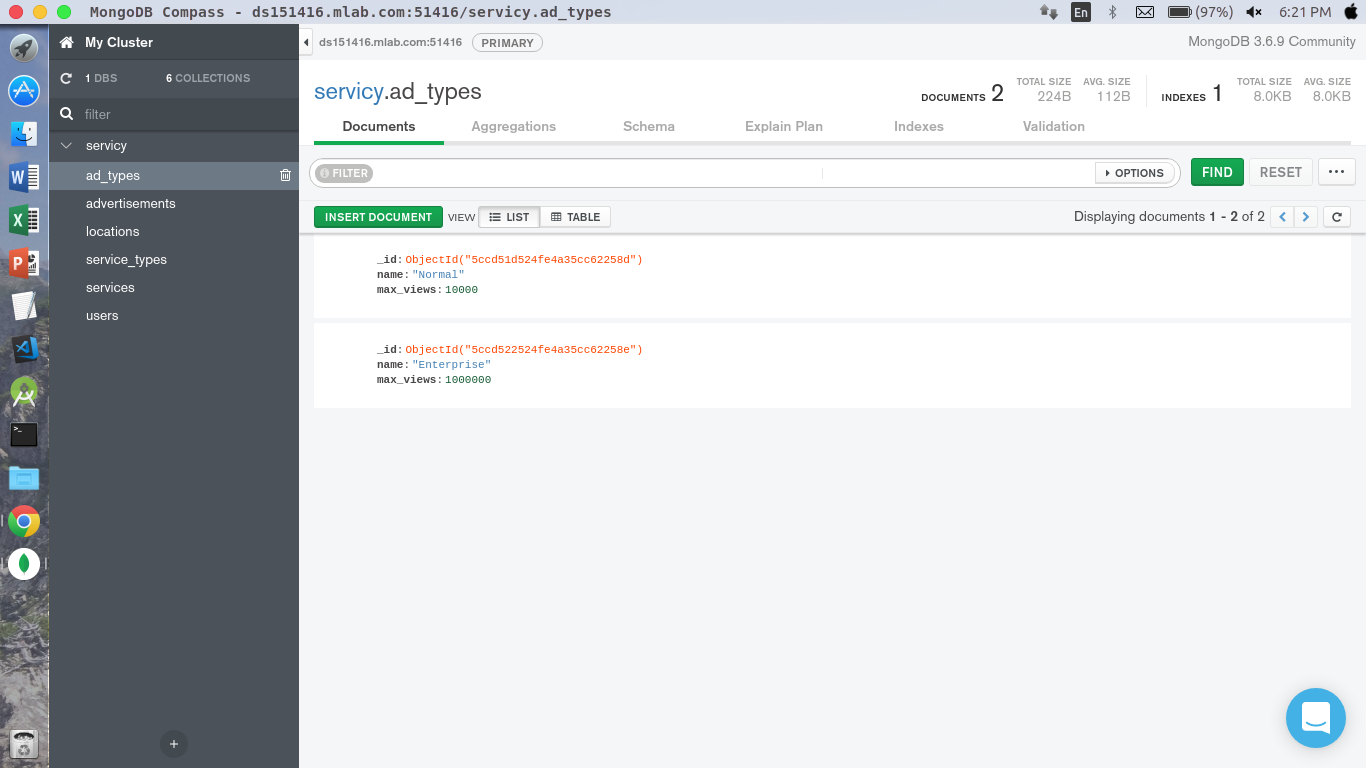 MongoDB Compass - ds151416.mlab.com:51416/servicy.ad_types
En
(97%)
6:21 PM
My Cluster
ds151416.mlab.com:51416
PRIMARY
MongoDB 3.6.9 Community
1 DBS
6 COLLECTIONS
filter
servicy
ad_types
advertisements
locations
service_types
services
users
servicy.ad_types
DOCUMENTS 2
TOTAL SIZE
224B
AVG. SIZE
112B
INDEXES 1
TOTAL SIZE
8.0KB
AVG. SIZE
8.0KB
Documents
Aggregations
Schema
Explain Plan
Indexes
Validation
FILTER
OPTIONS
FIND
RESET
INSERT DOCUMENT
VIEW
LIST
TABLE
Displaying documents 1 - 2 of 2
_id: ObjectId("5ccd51d524fe4a35cc62258d")
name: "Normal"
max_views: 10000
_id: ObjectId("5ccd522524fe4a35cc62258e")
name: "Enterprise"
max_views: 1000000